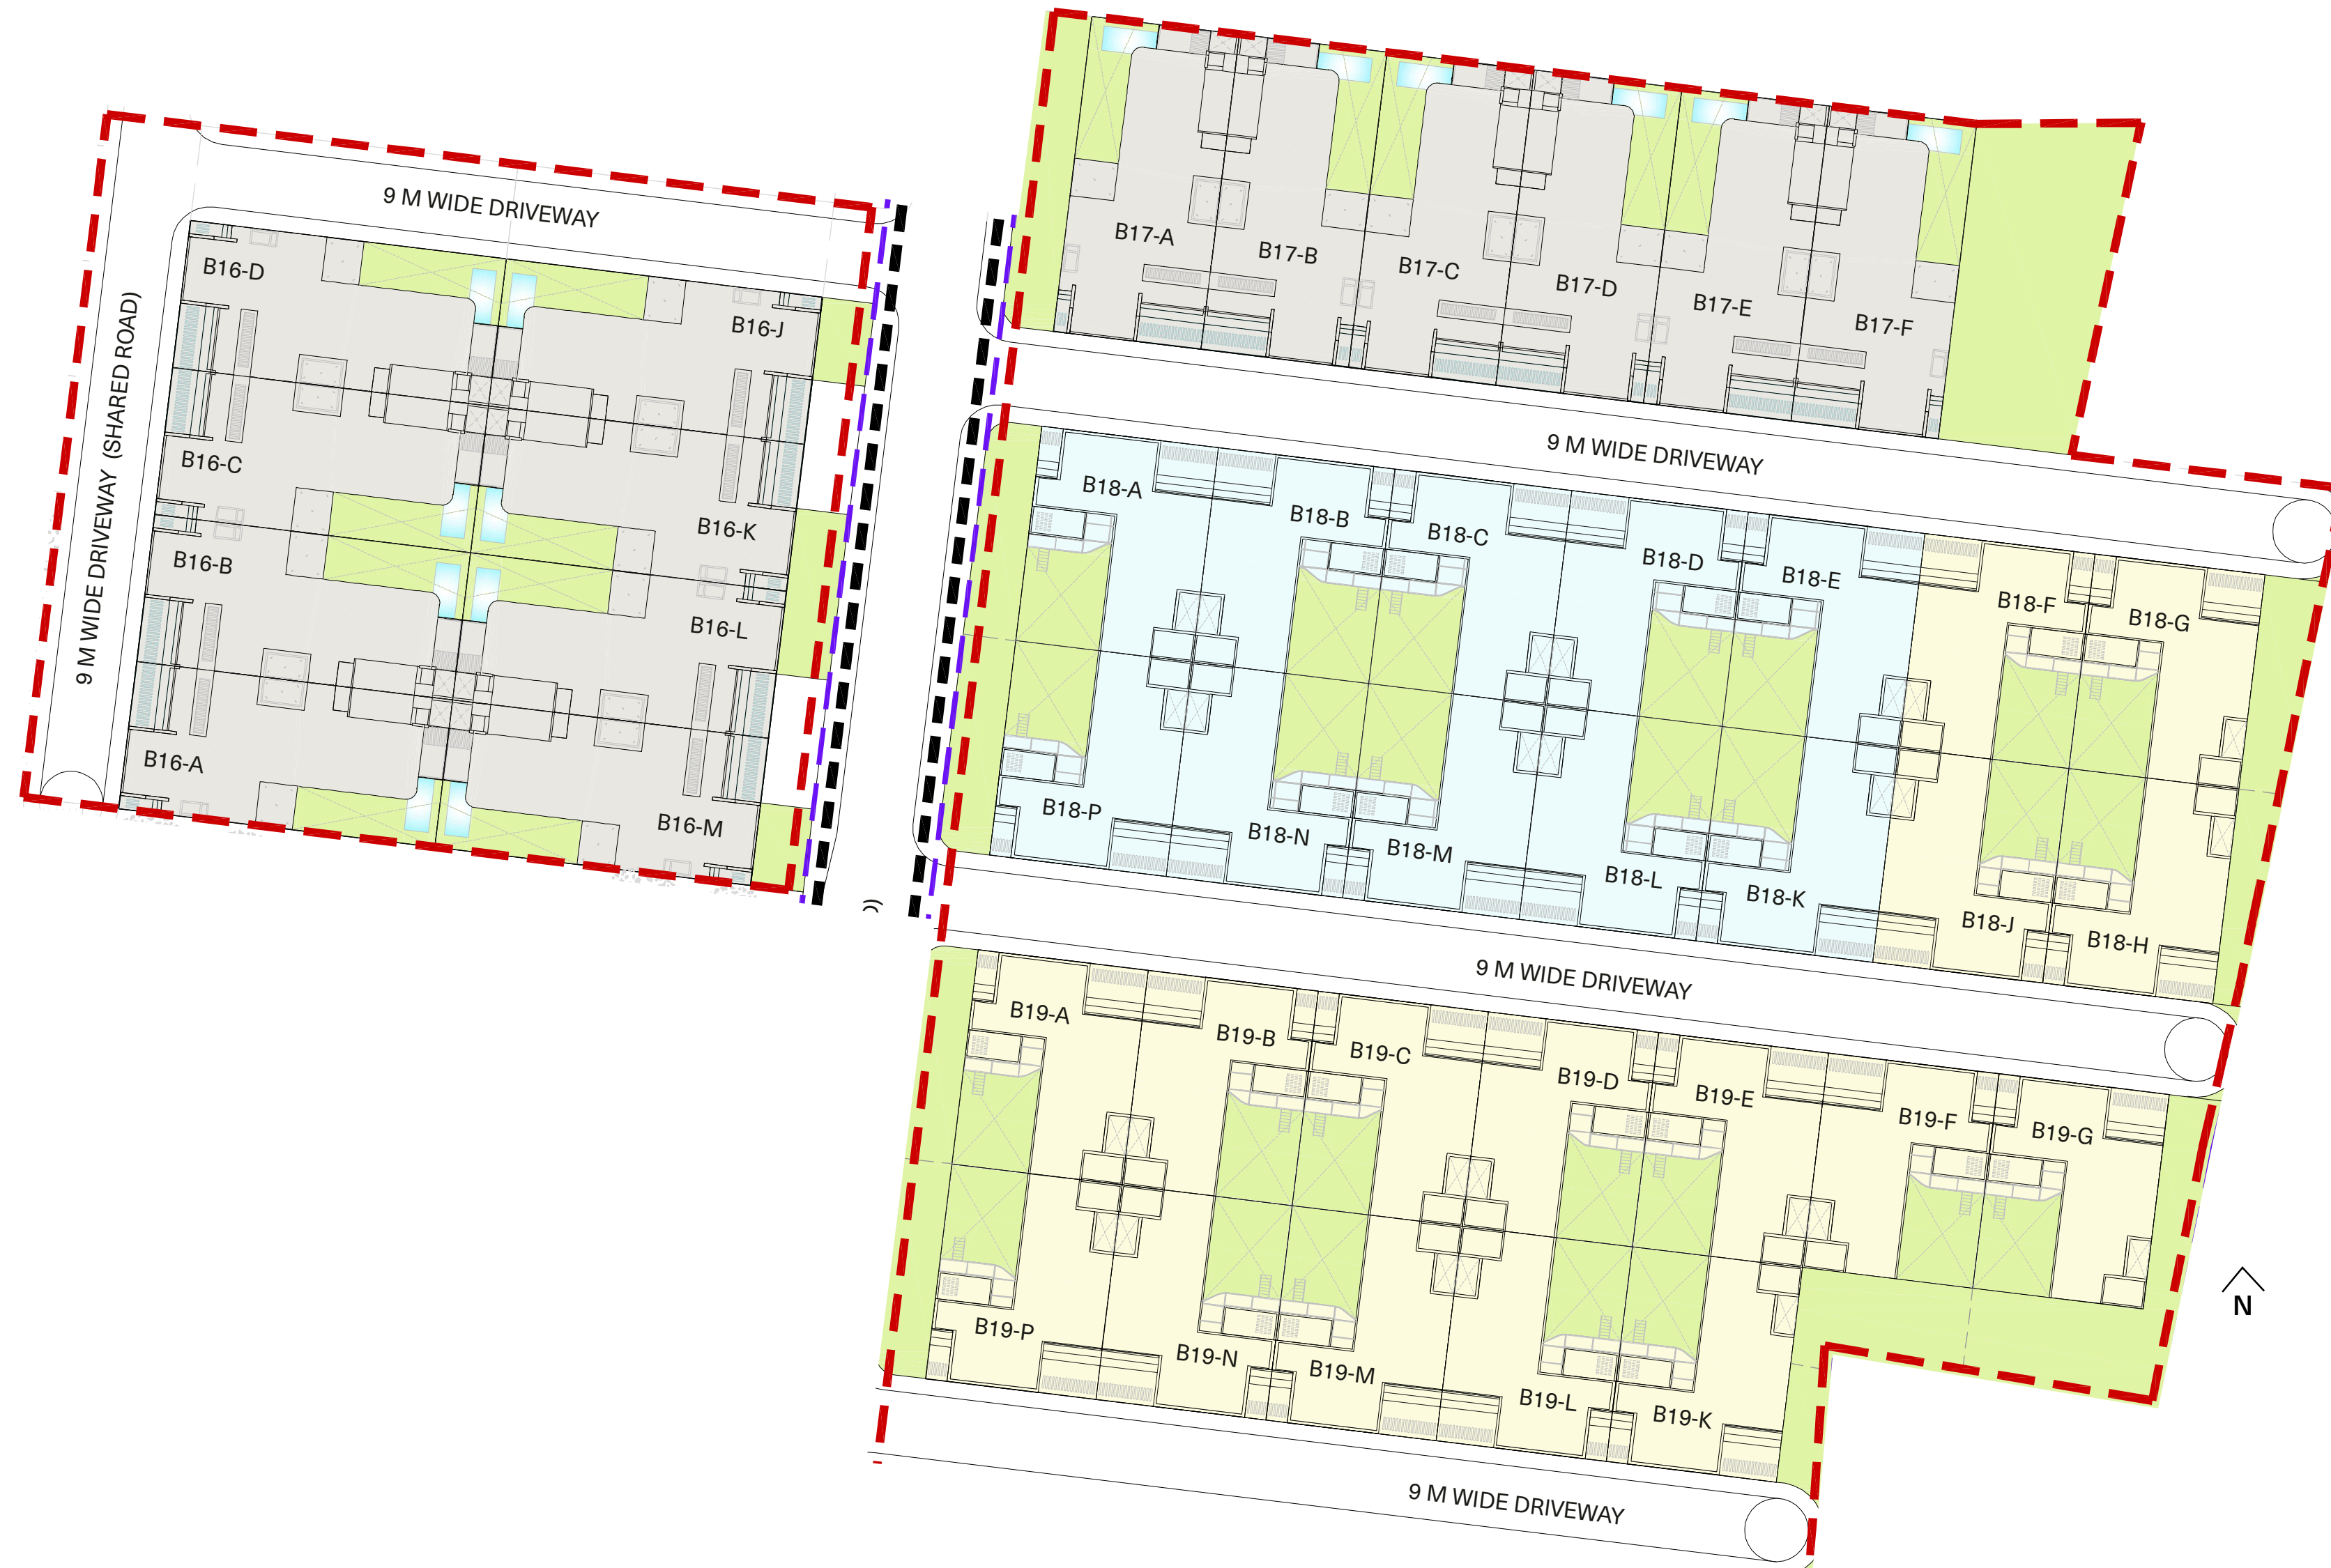 9 M WIDE DRIVEWAY
9 M WIDE DRIVEWAY (SHARED ROAD)
B16-D
B16-J
B16-C
B16-K
B16-B
B16-L
B16-A
B16-M
B17-A
B17-B
B17-C
B17-D
B17-E
B17-F
9 M WIDE DRIVEWAY
B18-A
B18-B
B18-C
B18-D
B18-E
B18-F
B18-G
B18-P
B18-N
B18-M
B18-L
B18-K
B18-J
B18-H
9 M WIDE DRIVEWAY
B19-A
B19-B
B19-C
B19-D
B19-E
B19-F
B19-G
B19-P
B19-N
B19-M
B19-L
B19-K
9 M WIDE DRIVEWAY
N